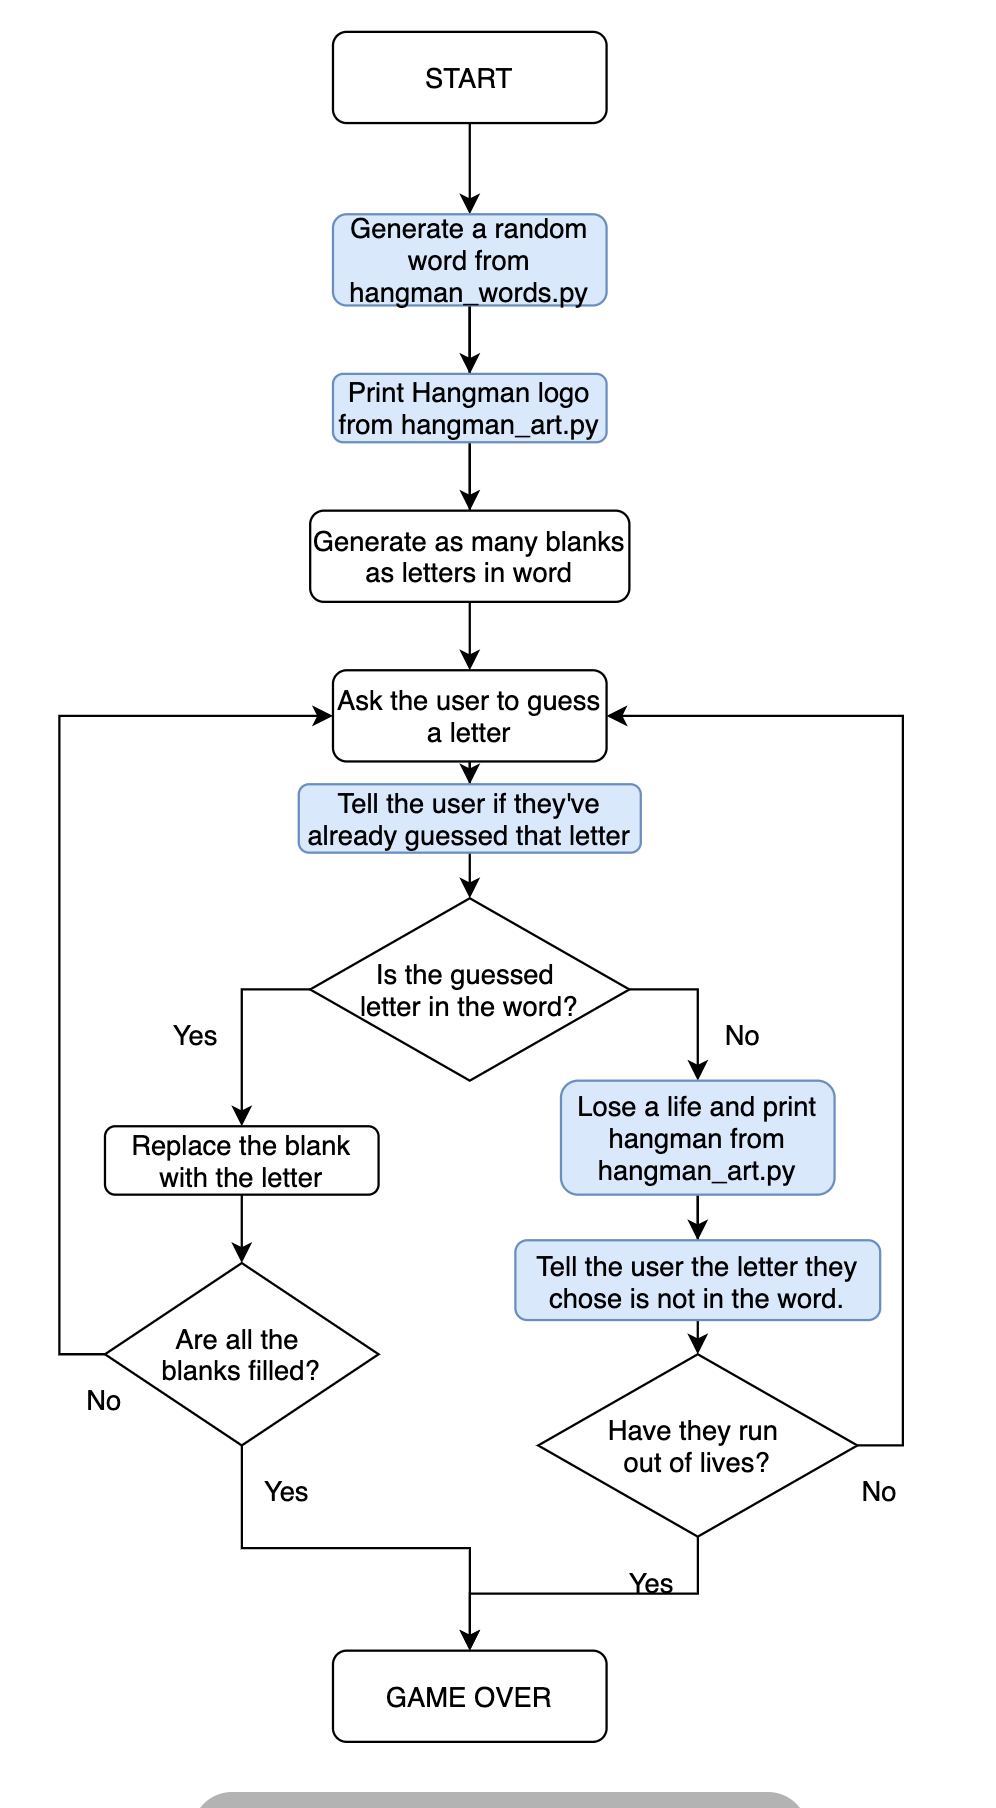 START
Generate a random
word from
hangman_words.py
Print Hangman logo
from hangman_art.py
Generate as many blanks
as letters in word
Ask the user to guess
a letter
Tell the user if they've
already guessed that letter
Is the guessed
letter in the word?
Yes
No
Lose a life and print
hangman from
hangman_art.py
Replace the blank
with the letter
Tell the user the letter they
chose is not in the word.
Are all the
blanks filled?
No
Have they run
out of lives?
Yes
No
Yes
GAME OVER